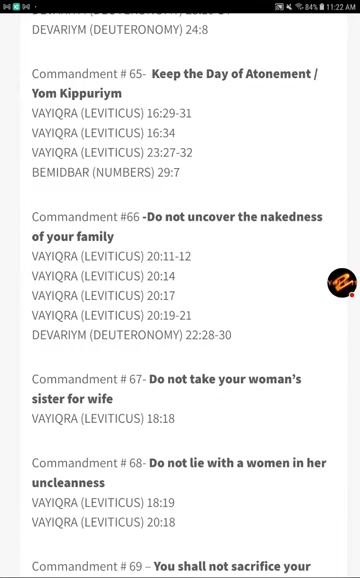 84% 11:22 AM
DEVARIYM (DEUTERONOMY) 24:8
Commandment # 65- Keep the Day of Atonement /
Yom Kippuriym
VAYIQRA (LEVITICUS) 16:29-31
VAYIQRA (LEVITICUS) 16:34
VAYIQRA (LEVITICUS) 23:27-32
BEMIDBAR (NUMBERS) 29:7
Commandment #66 -Do not uncover the nakedness
of your family
VAYIQRA (LEVITICUS) 20:11-12
VAYIQRA (LEVITICUS) 20:14
VAYIQRA (LEVITICUS) 20:17
VAYIQRA (LEVITICUS) 20:19-21
DEVARIYM (DEUTERONOMY) 22:28-30
Commandment # 67- Do not take your woman's
sister for wife
VAYIQRA (LEVITICUS) 18:18
Commandment # 68- Do not lie with a women in her
uncleanness
VAYIQRA (LEVITICUS) 18:19
VAYIQRA (LEVITICUS) 20:18
Commandment # 69 – You shall not sacrifice your